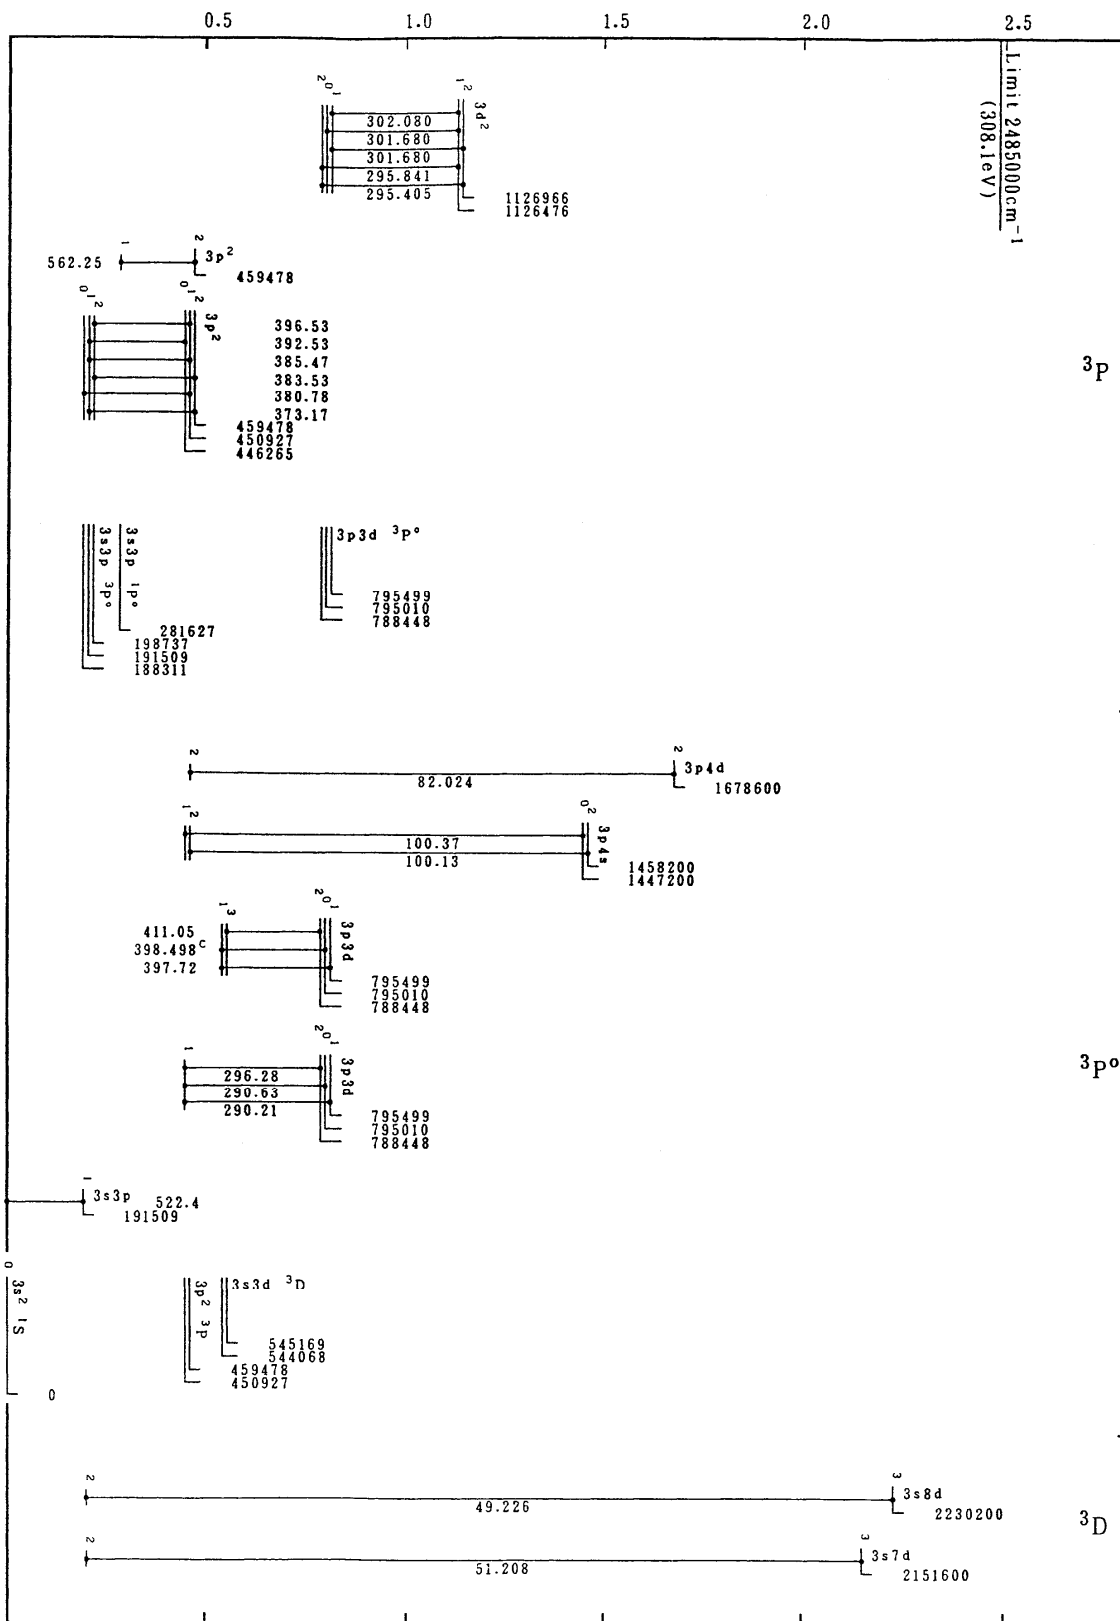 0.5 1.0 1.5 2.0 2.5
Limit 2485000cm⁻¹
(308.1eV)
2 0 1
1 2
3d²
302.080
301.680
301.680
295.841
295.405
1126966
1126476
1
2
3p²
562.25
459478
0 1 2
0 1 2
3p²
396.53
392.53
385.47
383.53
380.78
373.17
459478
450927
446265
³P
3s3p ³P°
3s3p ¹P°
3p3d ³P°
795499
795010
788448
281627
198737
191509
188311
2
2
3p4d
82.024
1678600
1 2
0 2
3p4s
100.37
100.13
1458200
1447200
1 3
2 0 1
3p3d
411.05
398.498ᶜ
397.72
795499
795010
788448
1
2 0 1
3p3d
296.28
290.63
290.21
795499
795010
788448
³P°
1
3s3p 522.4
191509
0
3s² ¹S
0
3p² ³P
3s3d ³D
545169
544068
459478
450927
2
3
3s8d
49.226
2230200
³D
2
3
3s7d
51.208
2151600